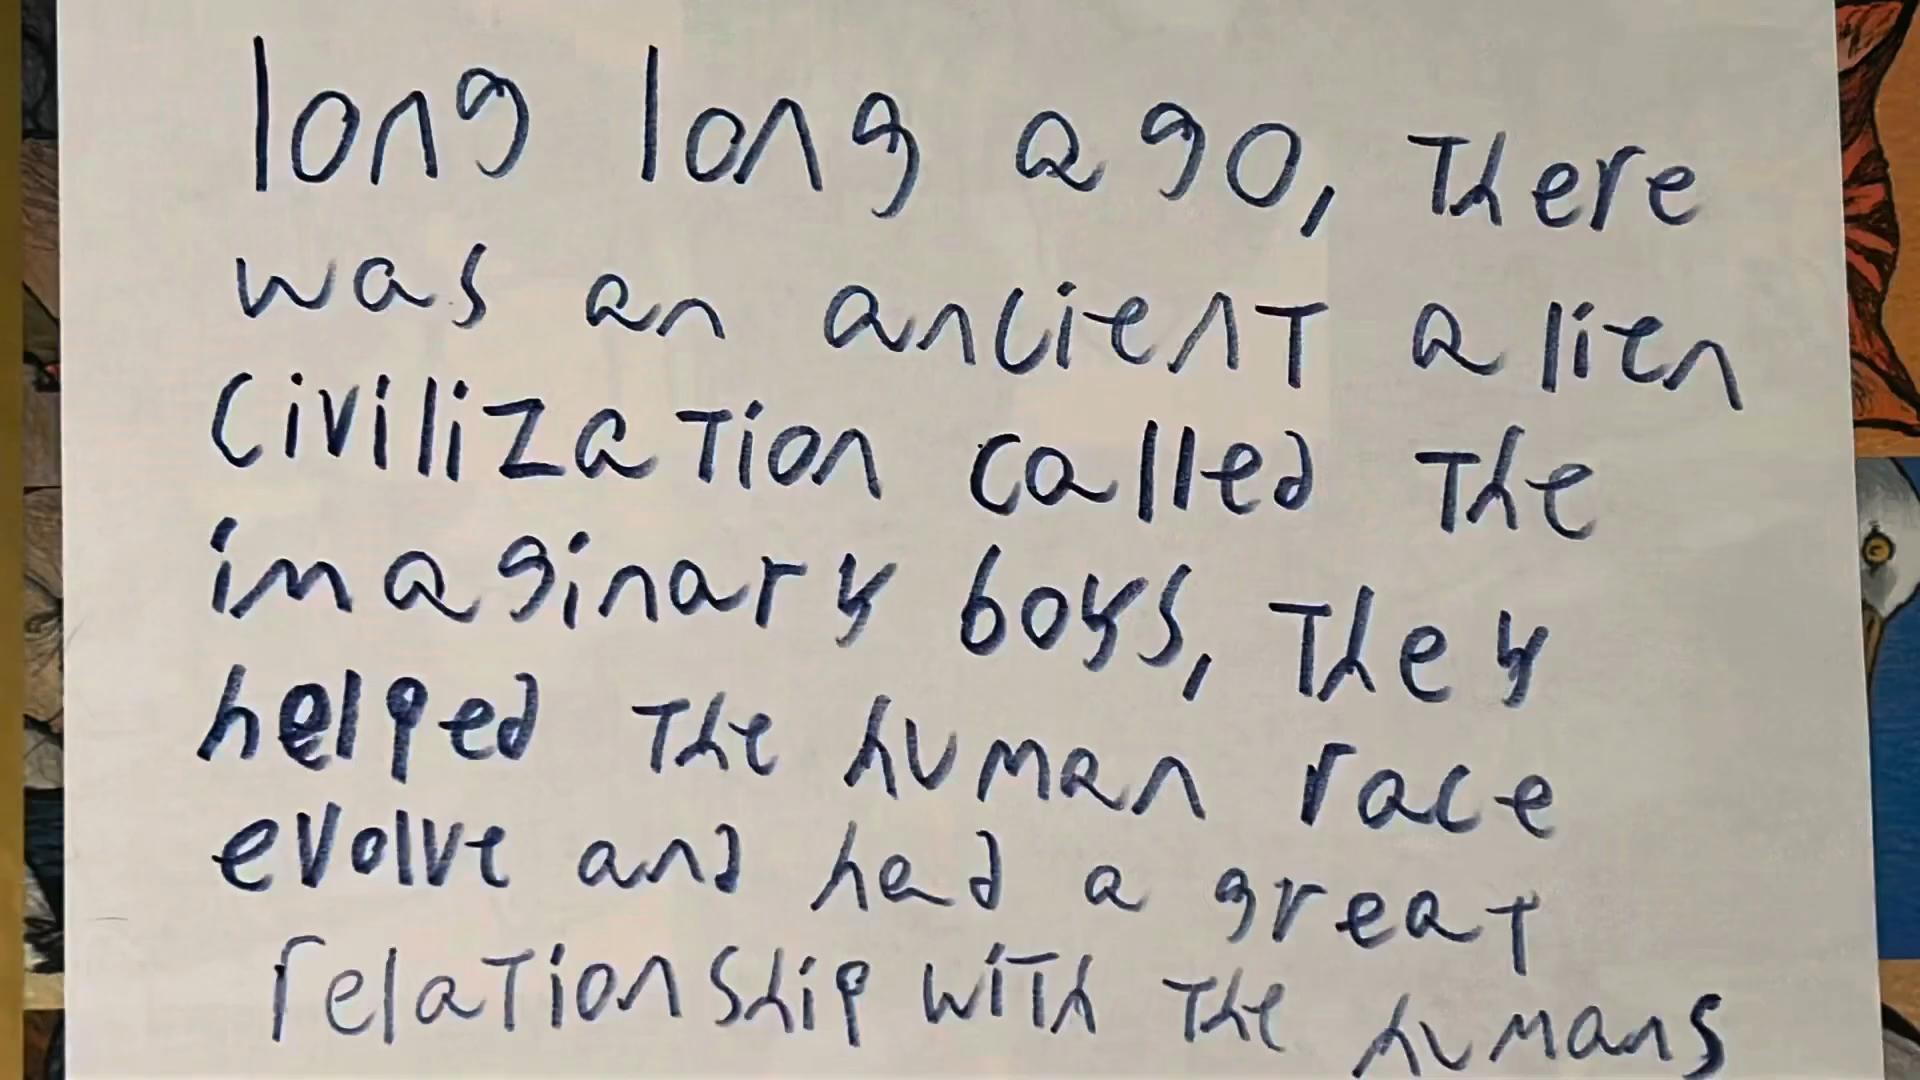 long long ago, there
was an ancient alien
civilization called the
imaginary boys, they
helped the human race
evolve and had a great
relationship with the humans